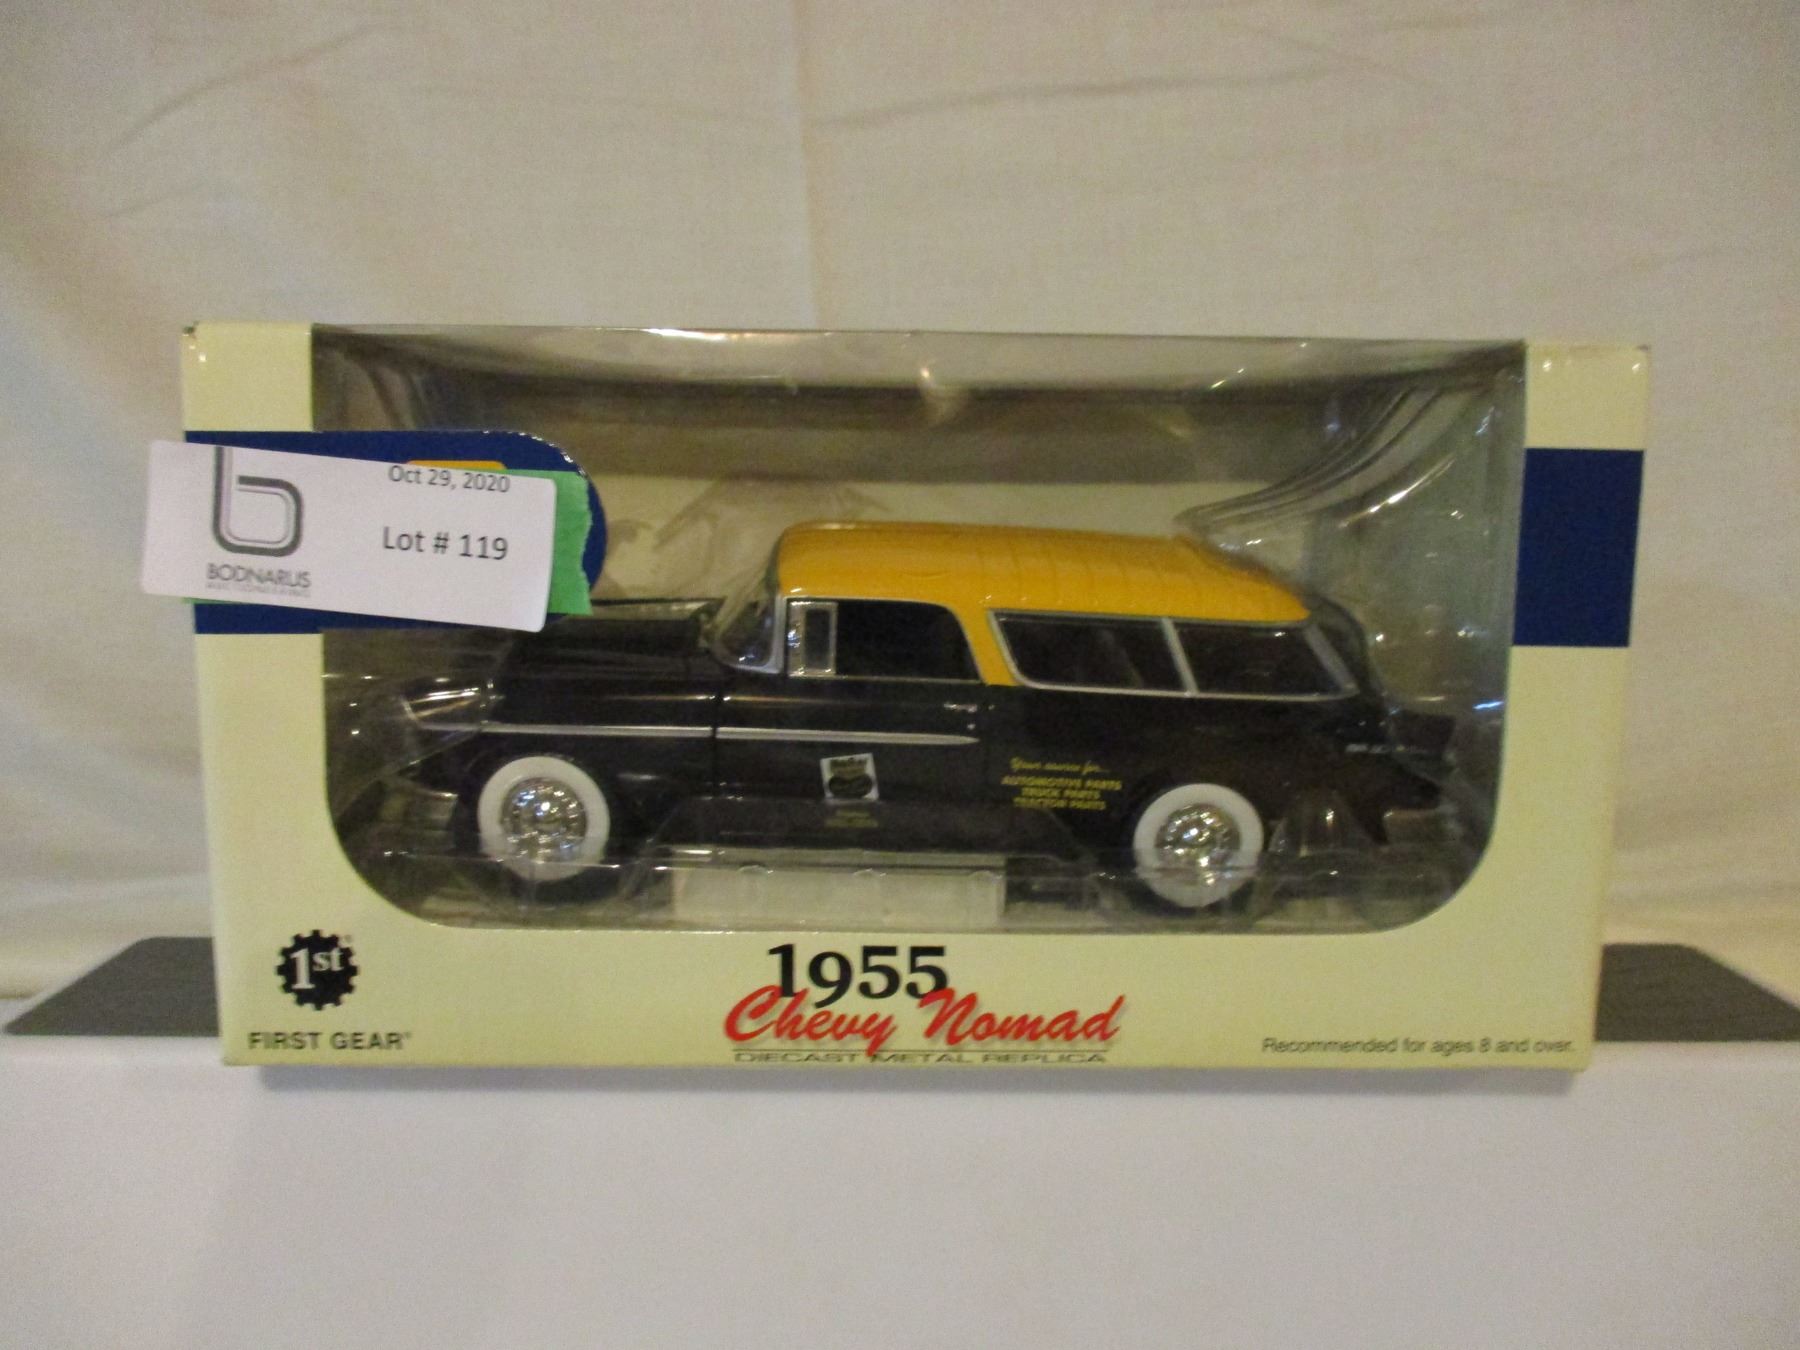 Oct 29, 2020
Lot # 119
BODNARUS
Your source for...
AUTOMOTIVE PARTS
TRUCK PARTS
TRACTOR PARTS
1st
FIRST GEAR®
1955
Chevy Nomad
DIECAST METAL REPLICA
Recommended for ages 8 and over.